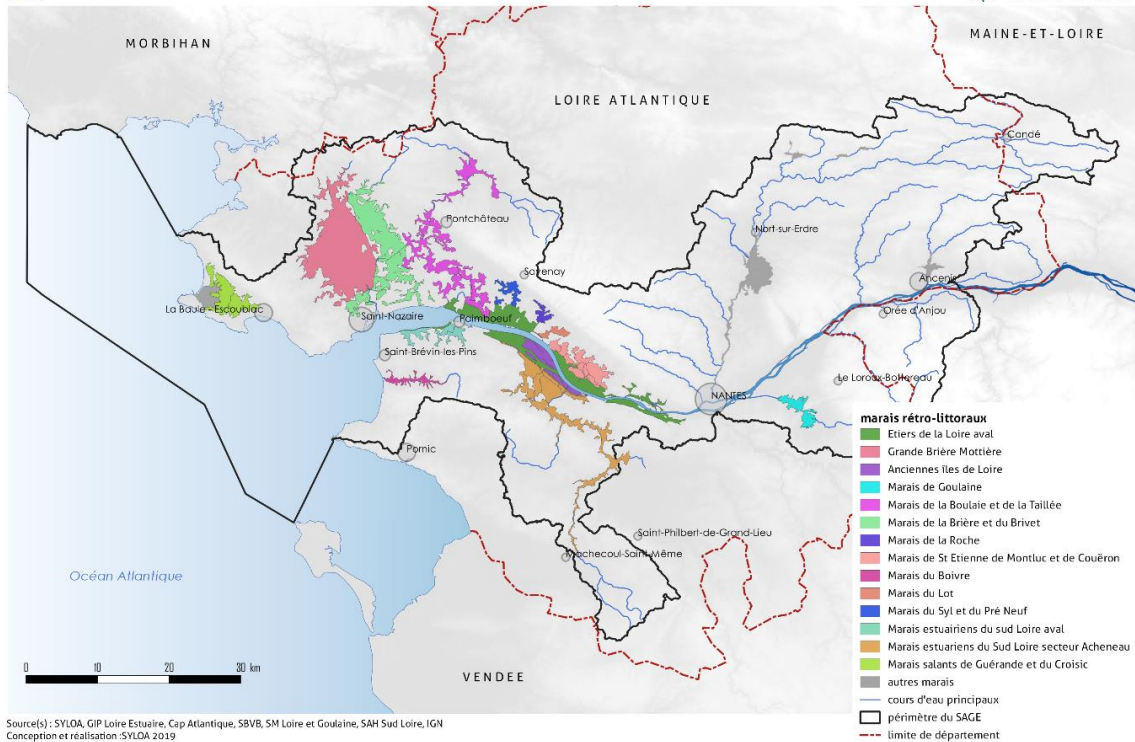 MORBIHAN
MAINE-ET-LOIRE
LOIRE ATLANTIQUE
Candé
Pontchâteau
Nort-sur-Erdre
Savenay
Ancenis
La Baule - Escoublac
Saint-Nazaire
Paimboeuf
Orée d'Anjou
Saint-Brévin-les-Pins
Le Loroux-Bottereau
NANTES
Pornic
Saint-Philbert-de-Grand-Lieu
Machecoul-Saint-Même
Océan Atlantique
VENDEE
0 10 20 30 km
marais rétro-littoraux
Etiers de la Loire aval
Grande Brière Mottière
Anciennes îles de Loire
Marais de Goulaine
Marais de la Boulaie et de la Taillée
Marais de la Brière et du Brivet
Marais de la Roche
Marais de St Etienne de Montluc et de Couëron
Marais du Boivre
Marais du Lot
Marais du Syl et du Pré Neuf
Marais estuairiens du sud Loire aval
Marais estuariens du Sud Loire secteur Acheneau
Marais salants de Guérande et du Croisic
autres marais
cours d'eau principaux
périmètre du SAGE
limite de département
Source(s) : SYLOA, GIP Loire Estuaire, Cap Atlantique, SBVB, SM Loire et Goulaine, SAH Sud Loire, IGN
Conception et réalisation :SYLOA 2019